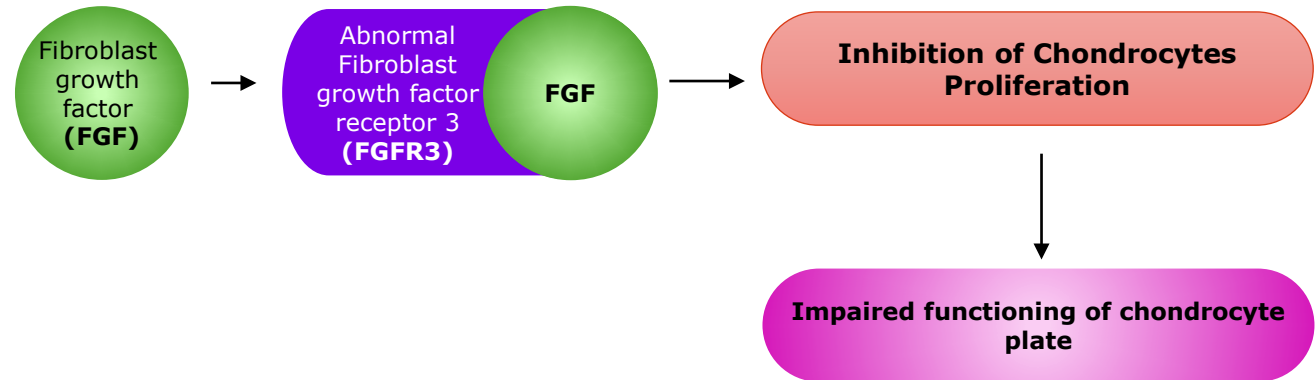 Fibroblast
growth
factor
(FGF)
Abnormal
Fibroblast
growth factor
receptor 3
(FGFR3)
FGF
Inhibition of Chondrocytes
Proliferation
Impaired functioning of chondrocyte
plate